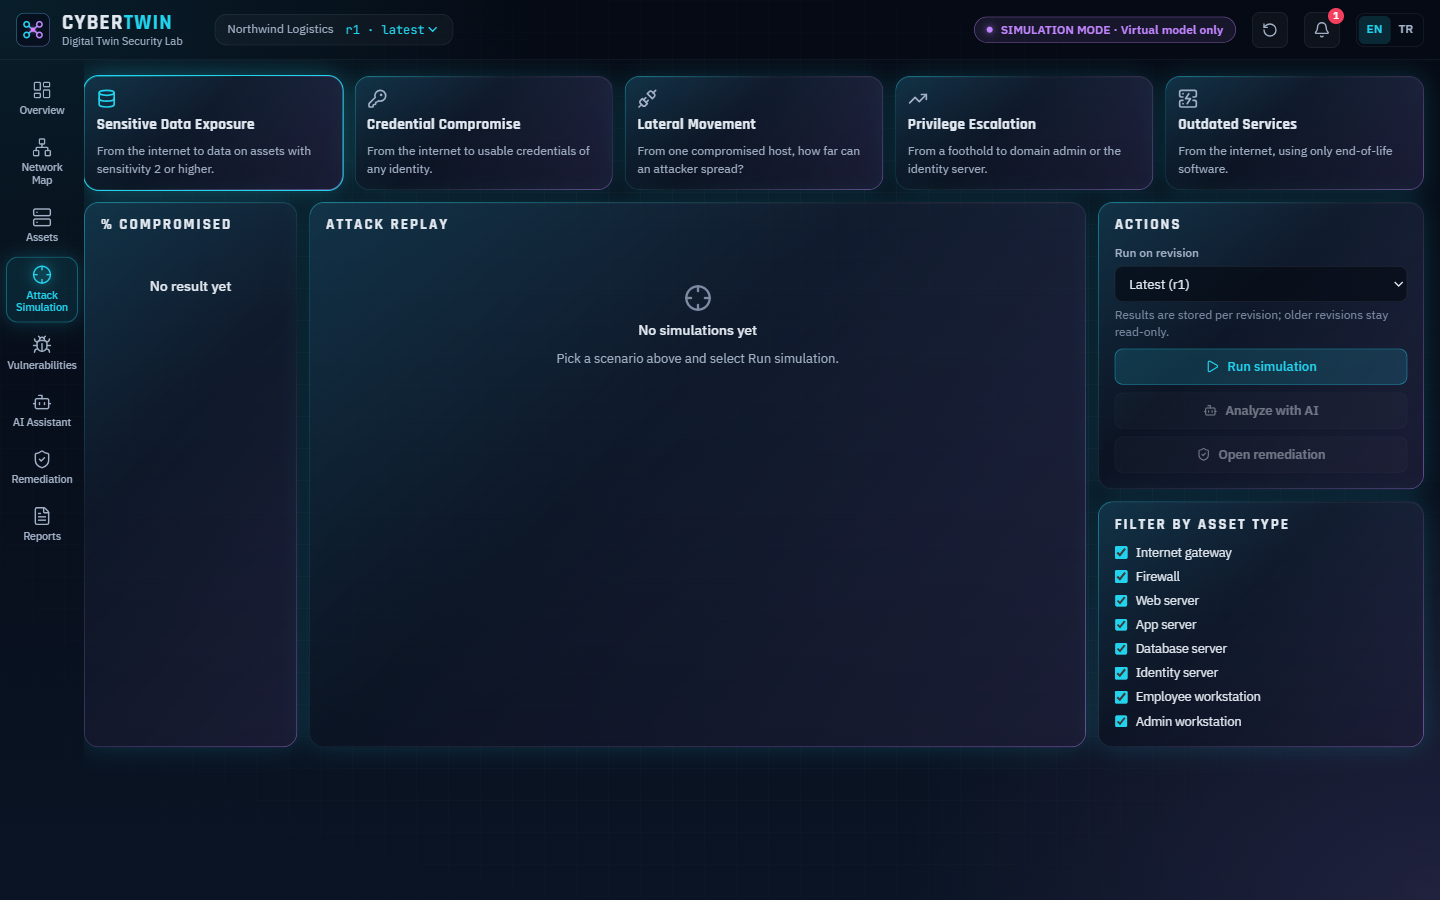 CYBERTWIN
Digital Twin Security Lab
Northwind Logistics r1 · latest
SIMULATION MODE · Virtual model only
1
EN TR
Overview
Network
Map
Assets
Attack
Simulation
Vulnerabilities
AI Assistant
Remediation
Reports
Sensitive Data Exposure
From the internet to data on assets with
sensitivity 2 or higher.
Credential Compromise
From the internet to usable credentials of
any identity.
Lateral Movement
From one compromised host, how far can
an attacker spread?
Privilege Escalation
From a foothold to domain admin or the
identity server.
Outdated Services
From the internet, using only end-of-life
software.
% COMPROMISED
No result yet
ATTACK REPLAY
No simulations yet
Pick a scenario above and select Run simulation.
ACTIONS
Run on revision
Latest (r1)
Results are stored per revision; older revisions stay
read-only.
Run simulation
Analyze with AI
Open remediation
FILTER BY ASSET TYPE
Internet gateway
Firewall
Web server
App server
Database server
Identity server
Employee workstation
Admin workstation